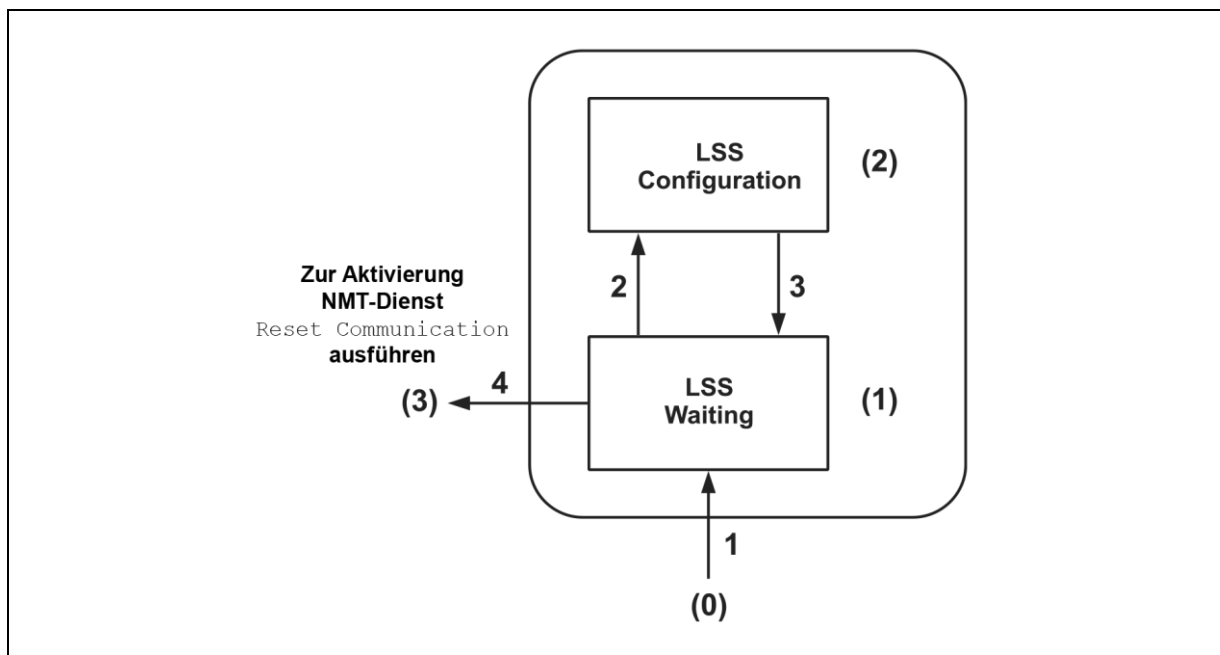 LSS
Configuration
(2)
Zur Aktivierung
NMT-Dienst
Reset Communication
ausführen
2
3
(3)
4
LSS
Waiting
(1)
1
(0)